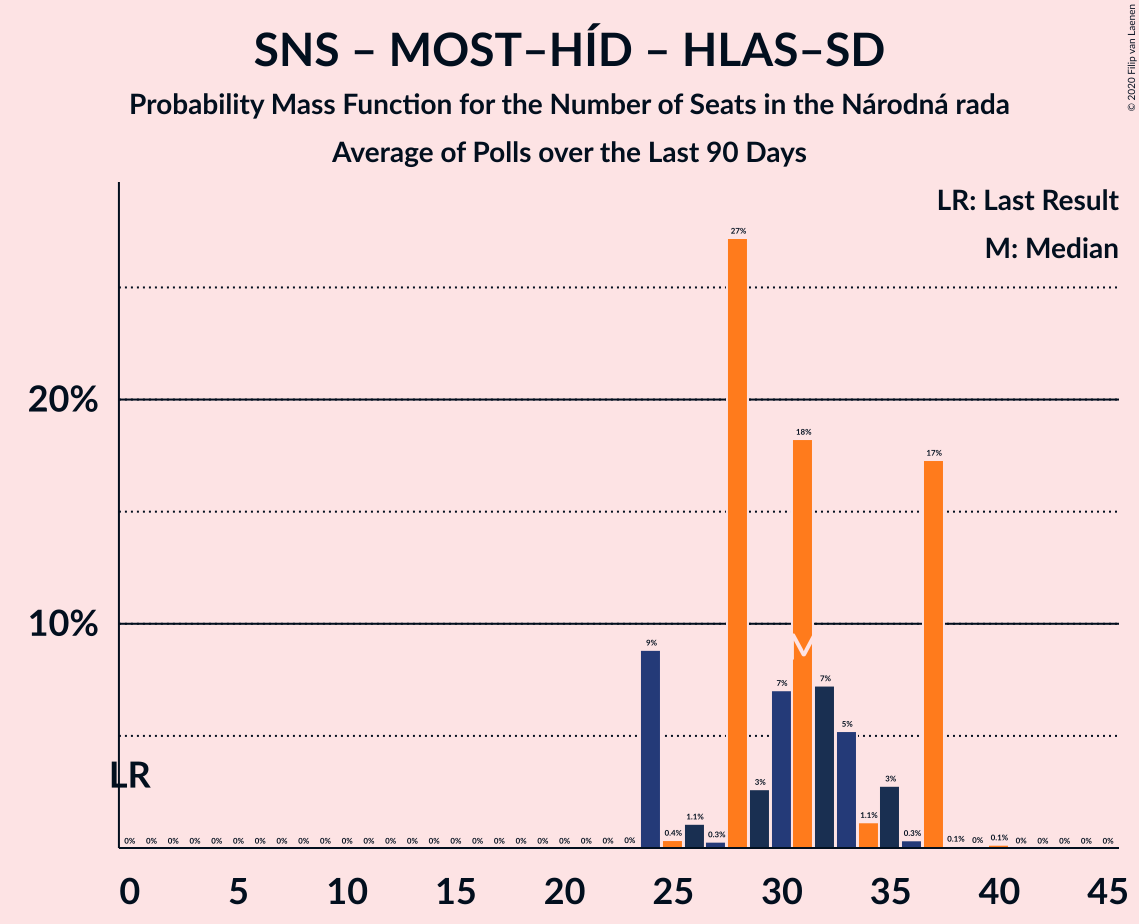 SNS – MOST–HÍD – HLAS–SD
Probability Mass Function for the Number of Seats in the Národná rada
Average of Polls over the Last 90 Days
© 2020 Filip van Laenen
LR: Last Result
M: Median
20%
10%
LR
M
0% 0% 0% 0% 0% 0% 0% 0% 0% 0% 0% 0% 0% 0% 0% 0% 0% 0% 0% 0% 0% 0% 0% 0% 9% 0.4% 1.1% 0.3% 27% 3% 7% 18% 7% 5% 1.1% 3% 0.3% 17% 0.1% 0% 0.1% 0% 0% 0% 0% 0%
0 5 10 15 20 25 30 35 40 45